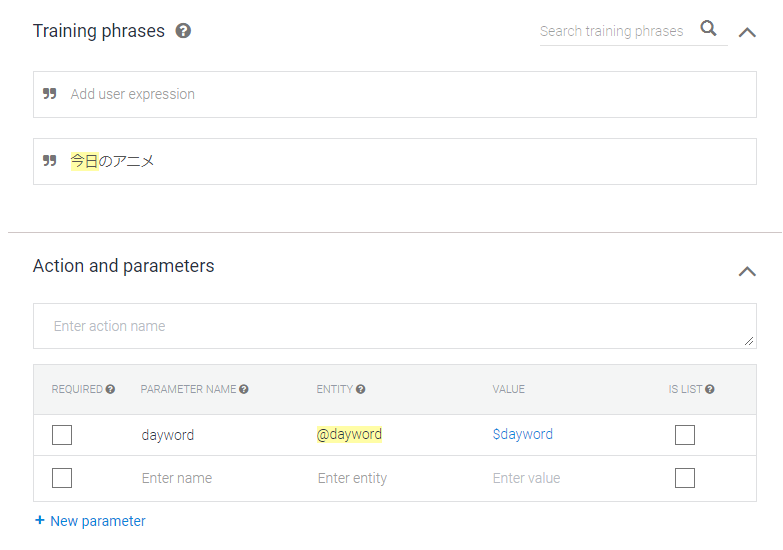 Training phrases ?
Search training phrases
Add user expression
今日のアニメ
Action and parameters
Enter action name
REQUIRED ? PARAMETER NAME ? ENTITY ? VALUE IS LIST ?
dayword @dayword $dayword
Enter name Enter entity Enter value
+ New parameter